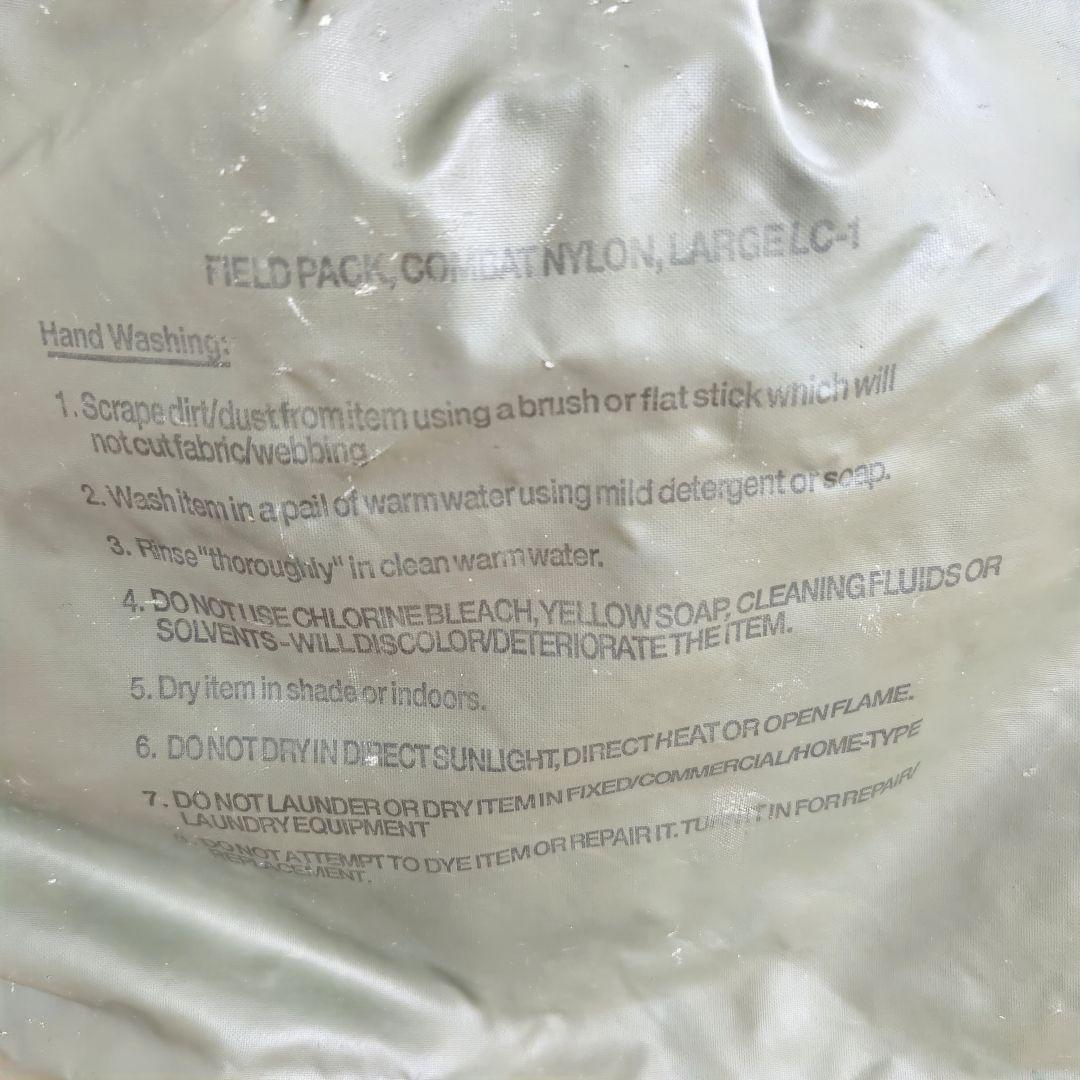 FIELD PACK, COMBAT NYLON, LARGE LC-1
Hand Washing:
1. Scrape dirt/dust from item using a brush or flat stick which will
not cut fabric/webbing.
2. Wash item in a pail of warm water using mild detergent or soap.
3. Rinse "thoroughly" in clean warm water.
4. DO NOT USE CHLORINE BLEACH, YELLOW SOAP, CLEANING FLUIDS OR
SOLVENTS - WILL DISCOLOR/DETERIORATE THE ITEM.
5. Dry item in shade or indoors.
6. DO NOT DRY IN DIRECT SUNLIGHT, DIRECT HEAT OR OPEN FLAME.
7. DO NOT LAUNDER OR DRY ITEM IN FIXED/COMMERCIAL/HOME-TYPE
LAUNDRY EQUIPMENT
DO NOT ATTEMPT TO DYE ITEM OR REPAIR IT. IN FOR REPAIR/
REPLACEMENT.